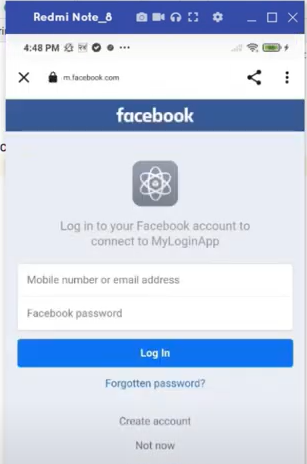 Redmi Note_8
4:48 PM
m.facebook.com
facebook
Log in to your Facebook account to
connect to MyLoginApp
Mobile number or email address
Facebook password
Log In
Forgotten password?
Create account
Not now